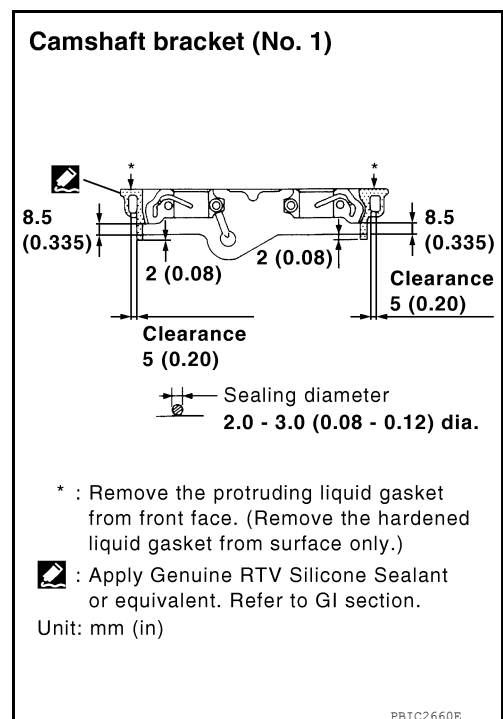 Camshaft bracket (No. 1)
*
*
8.5
(0.335)
2 (0.08)
2 (0.08)
8.5
(0.335)
Clearance
5 (0.20)
Clearance
5 (0.20)
Sealing diameter
2.0 - 3.0 (0.08 - 0.12) dia.
* : Remove the protruding liquid gasket
from front face. (Remove the hardened
liquid gasket from surface only.)
: Apply Genuine RTV Silicone Sealant
or equivalent. Refer to GI section.
Unit: mm (in)
PBIC2660E